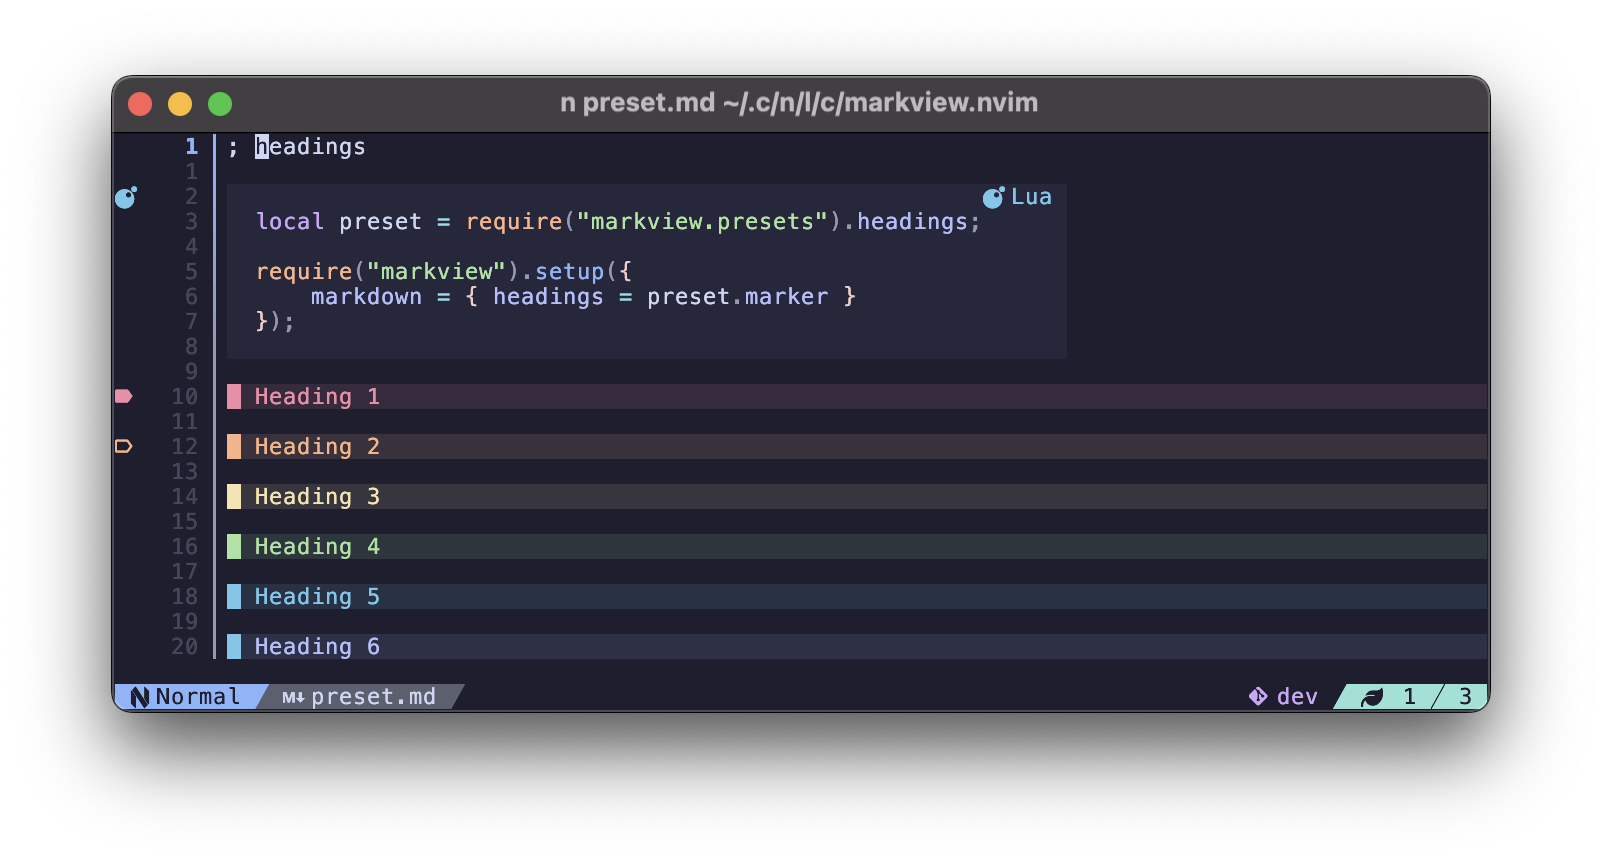 n preset.md ~/.c/n/l/c/markview.nvim
1 ; headings
1
2 Lua
3 local preset = require("markview.presets").headings;
4
5 require("markview").setup({
6 markdown = { headings = preset.marker }
7 });
8
9
10 Heading 1
11
12 Heading 2
13
14 Heading 3
15
16 Heading 4
17
18 Heading 5
19
20 Heading 6
Normal preset.md dev 1 / 3